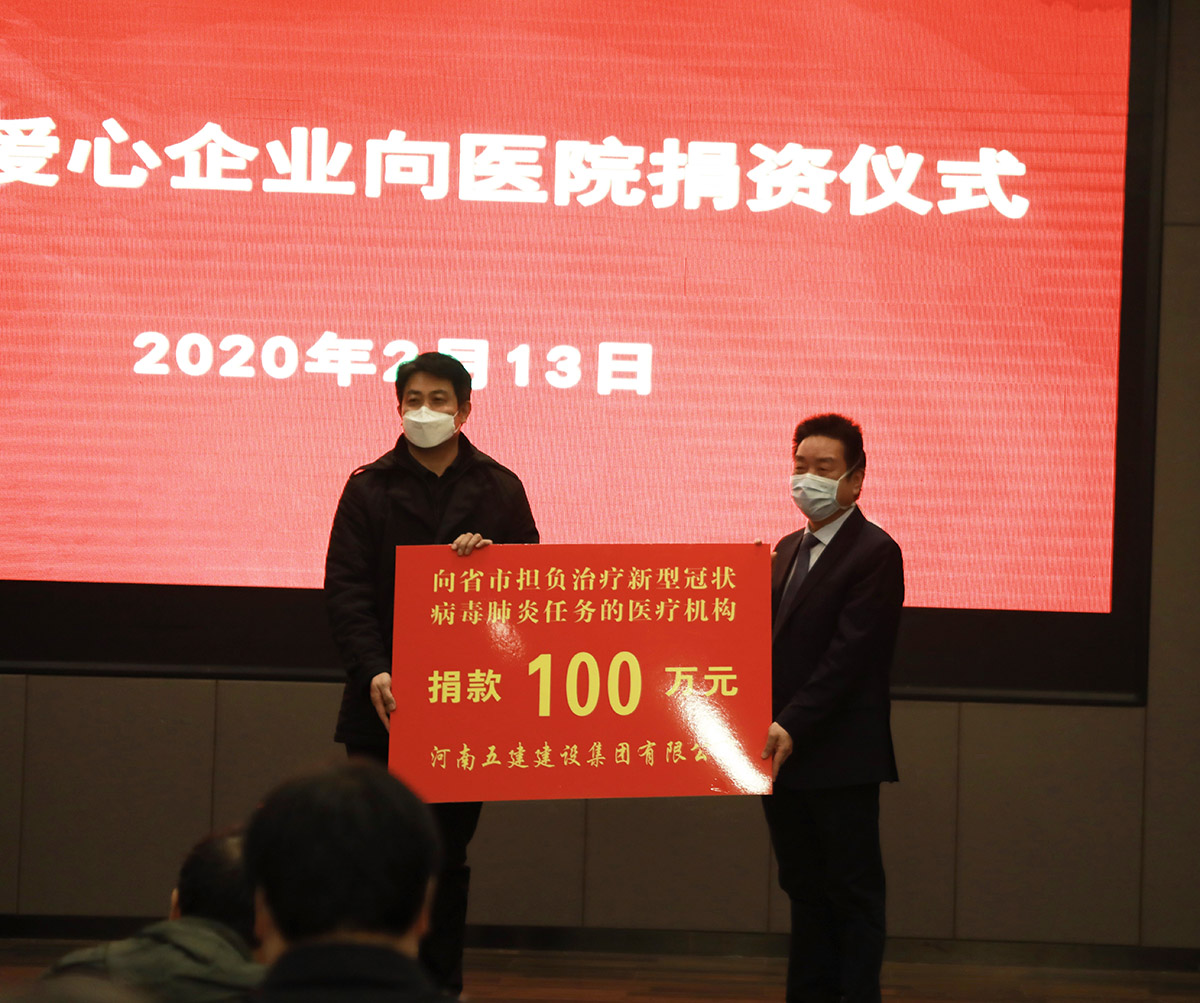 爱心企业向医院捐资仪式
2020年2月13日
向省市担负治疗新型冠状
病毒肺炎任务的医疗机构
捐款 100 万元
河南五建建设集团有限公